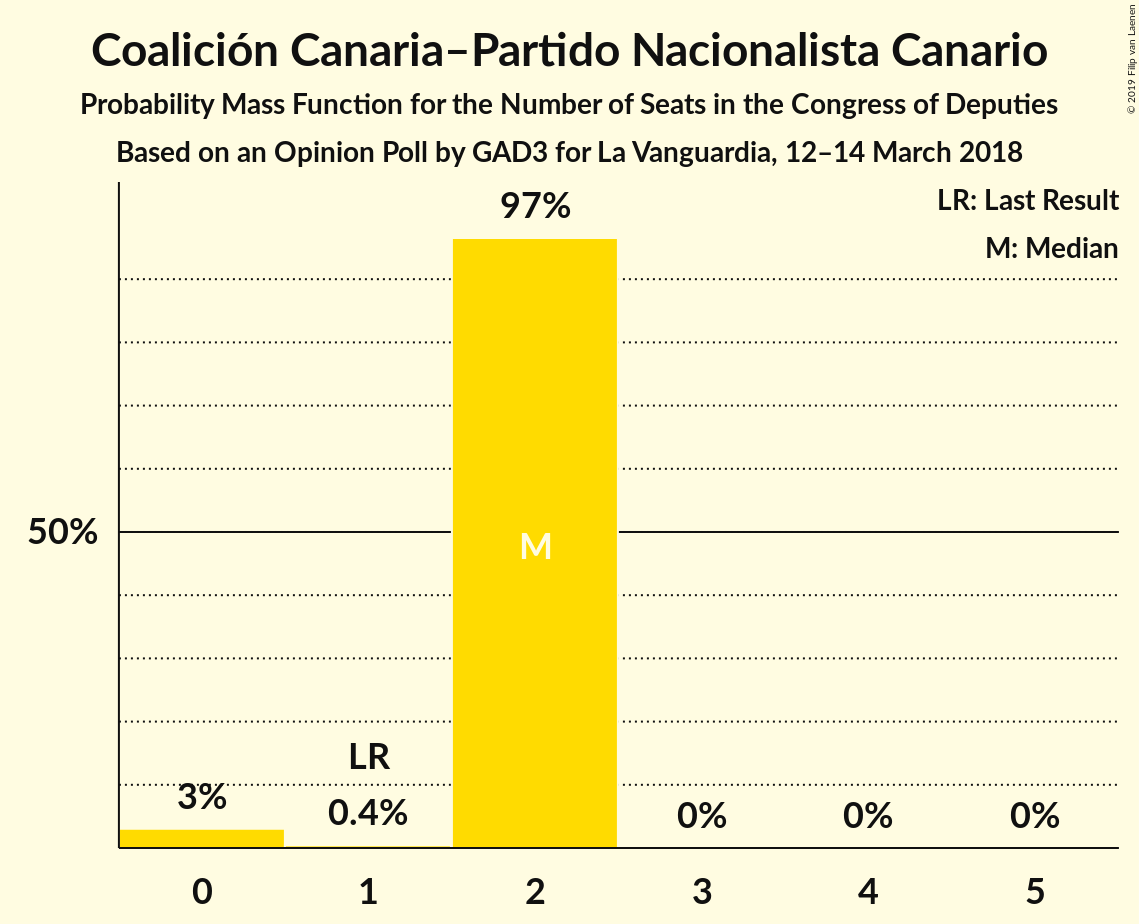 Coalición Canaria–Partido Nacionalista Canario
Probability Mass Function for the Number of Seats in the Congress of Deputies
Based on an Opinion Poll by GAD3 for La Vanguardia, 12–14 March 2018
© 2019 Filip van Laenen
LR: Last Result
M: Median
97%
50%
M
LR
3%
0.4%
0%
0%
0%
0
1
2
3
4
5